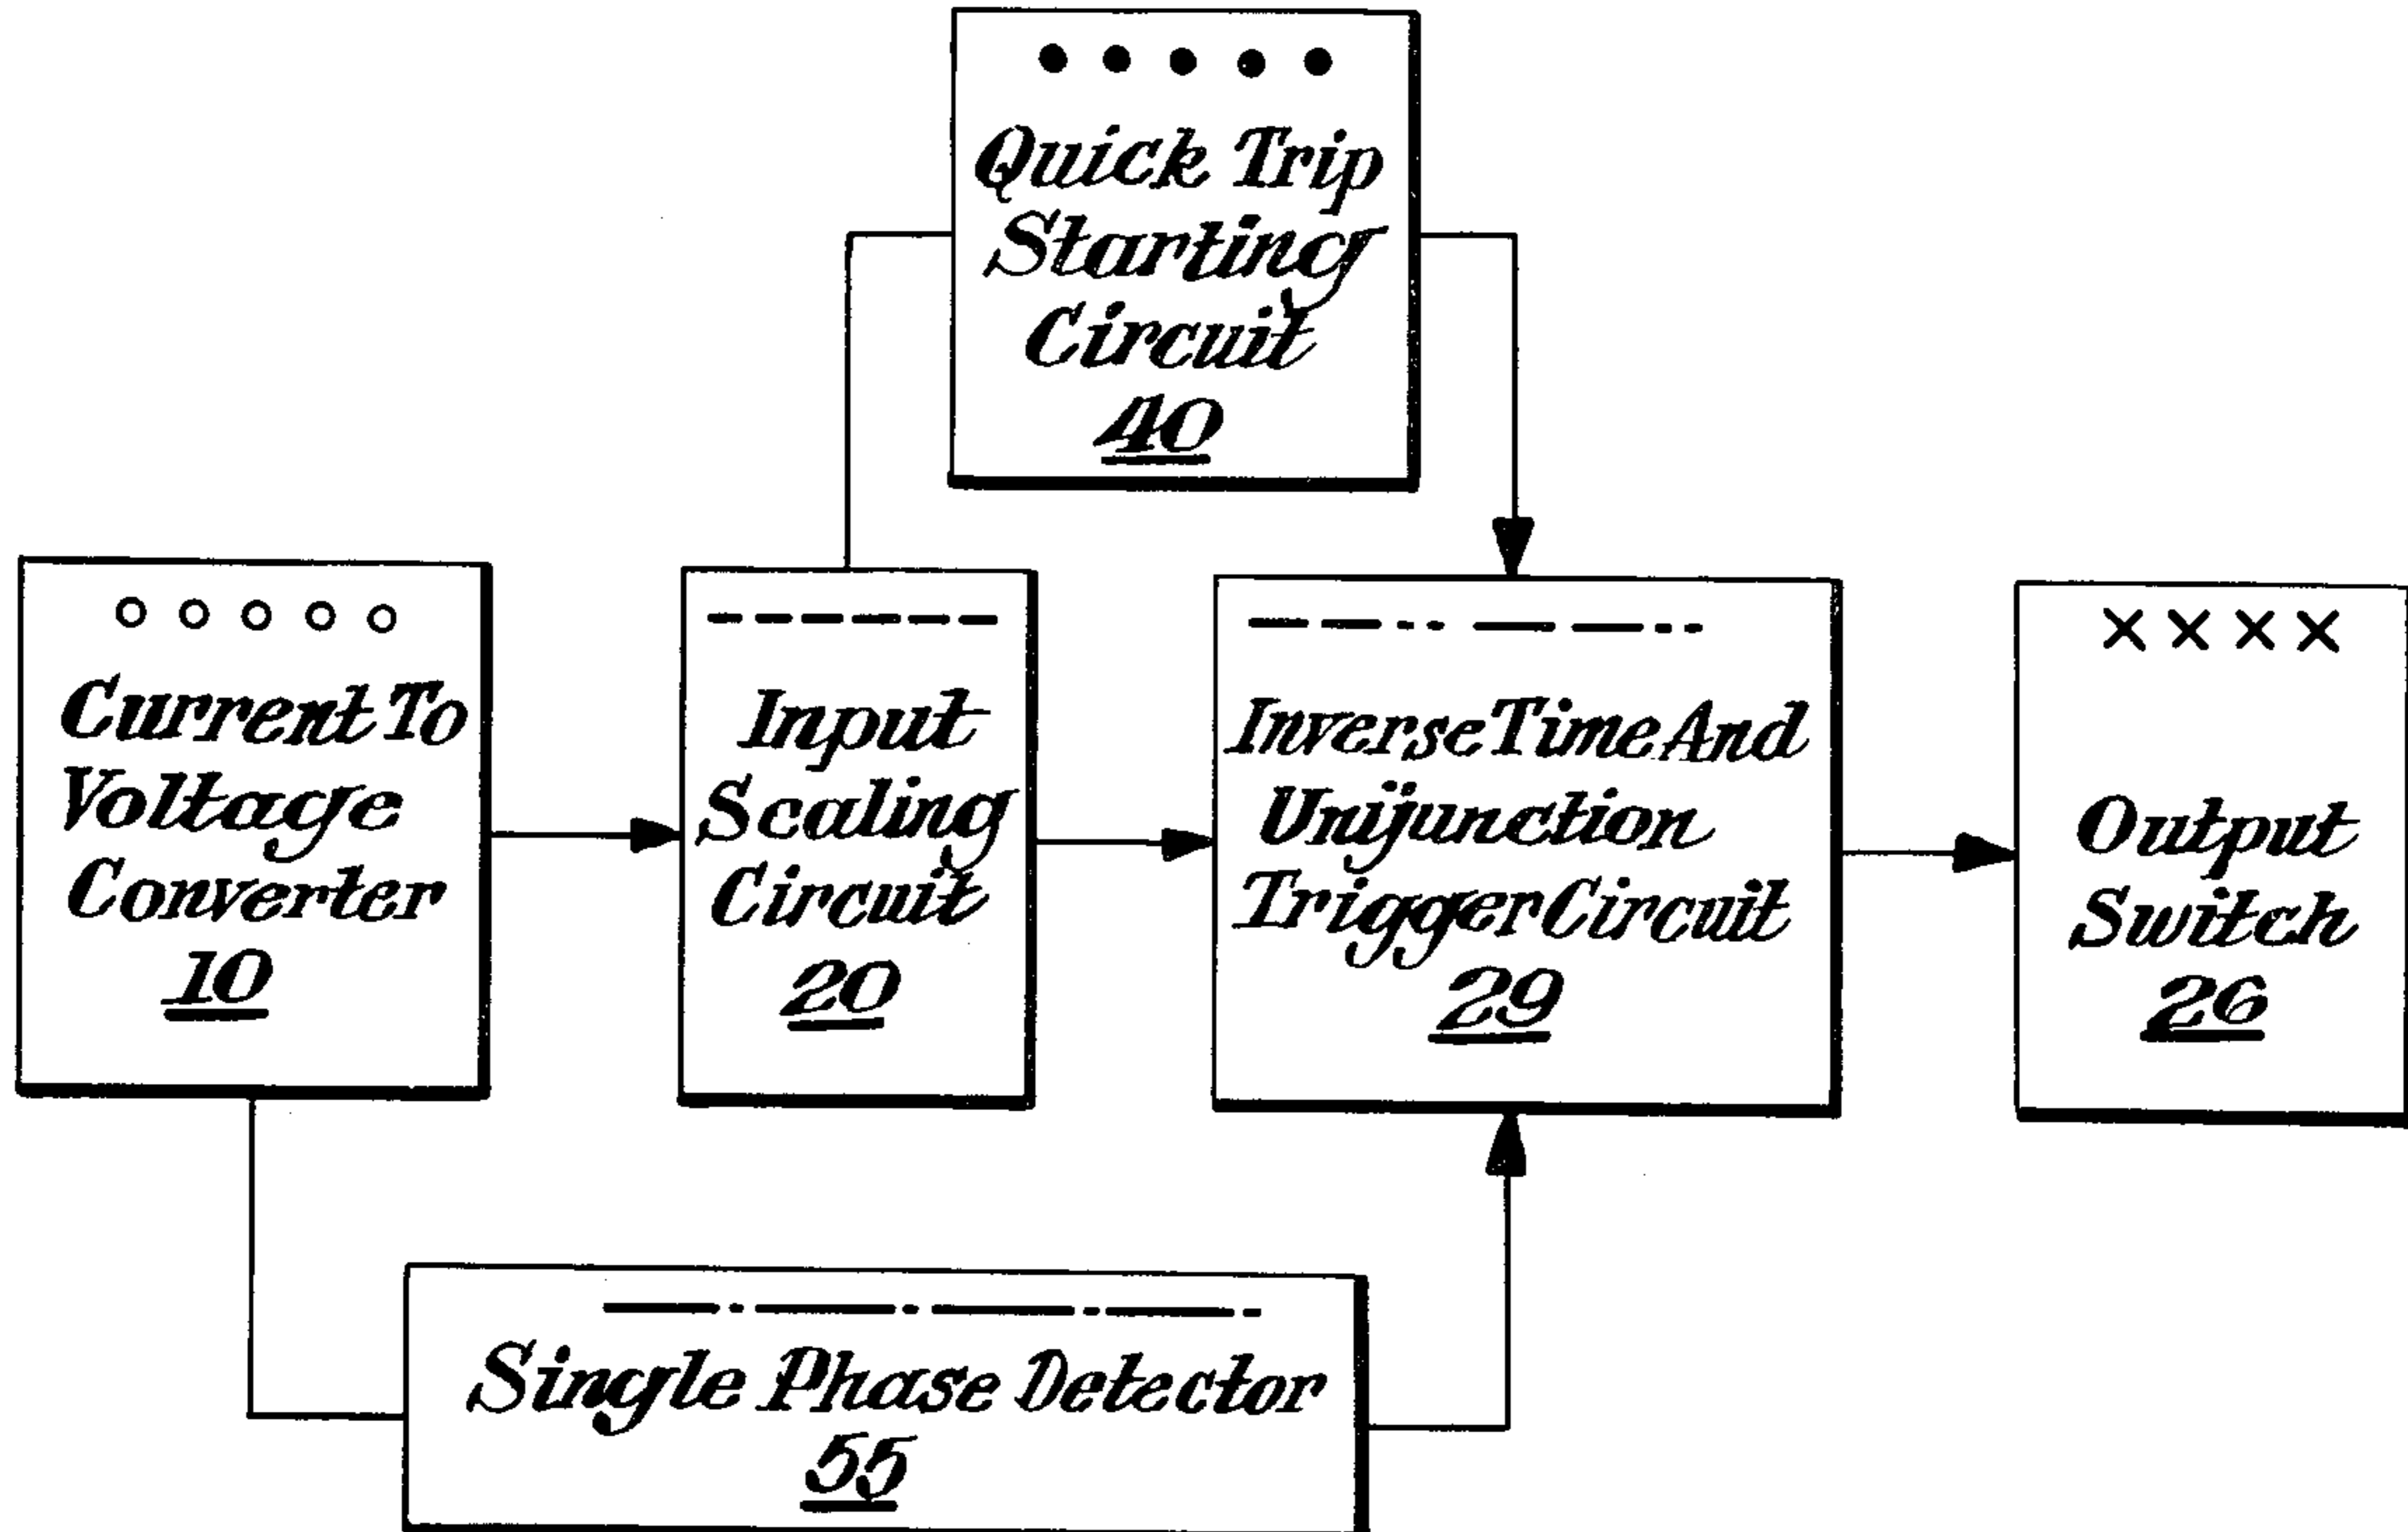 Quick Trip
Starting
Circuit
40
Current To
Voltage
Converter
10
Input
Scaling
Circuit
20
Inverse Time And
Unijunction
Trigger Circuit
29
Output
Switch
26
Single Phase Detector
55